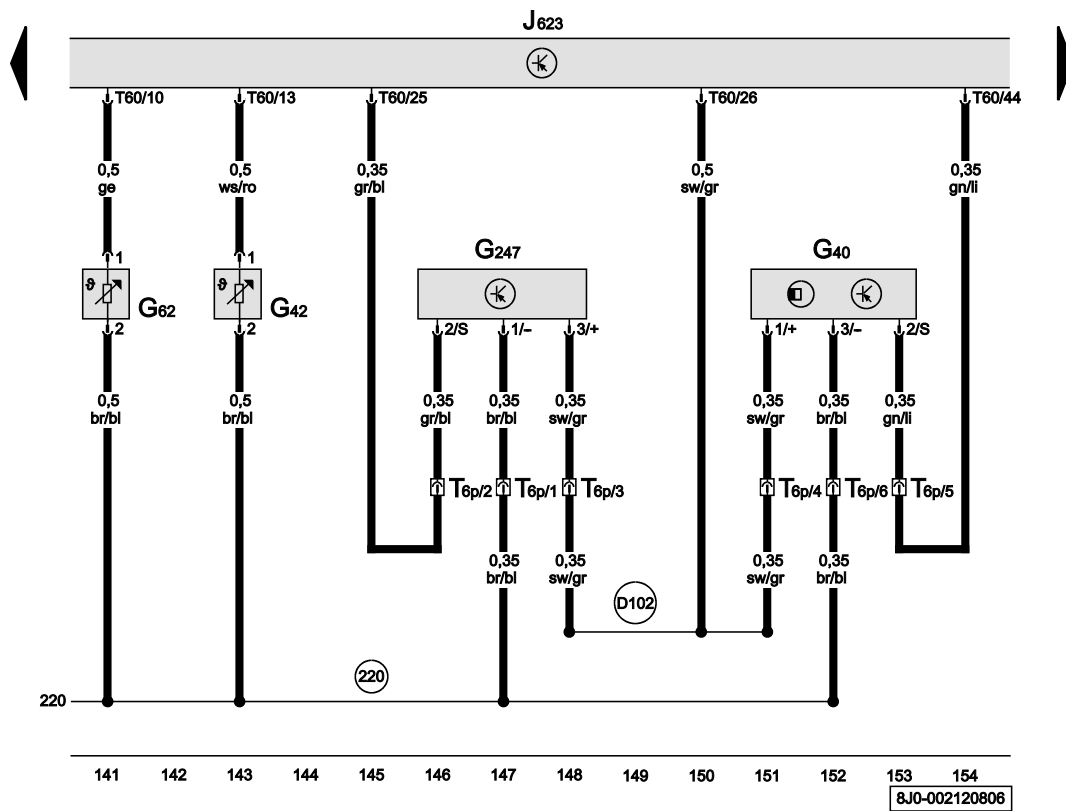 J623
T60/10 T60/13 T60/25 T60/26 T60/44
0,5 0,5 0,35 0,5 0,35
ge ws/ro gr/bl sw/gr gn/li
G247 G40
1 1
G62 G42
2 2 2/S 1/– 3/+ 1/+ 3/– 2/S
0,5 0,5 0,35 0,35 0,35 0,35 0,35 0,35
br/bl br/bl gr/bl br/bl sw/gr sw/gr br/bl gn/li
T6p/2 T6p/1 T6p/3 T6p/4 T6p/6 T6p/5
0,35 0,35 0,35 0,35
br/bl sw/gr sw/gr br/bl
D102
220
220
141 142 143 144 145 146 147 148 149 150 151 152 153 154
8J0-002120806